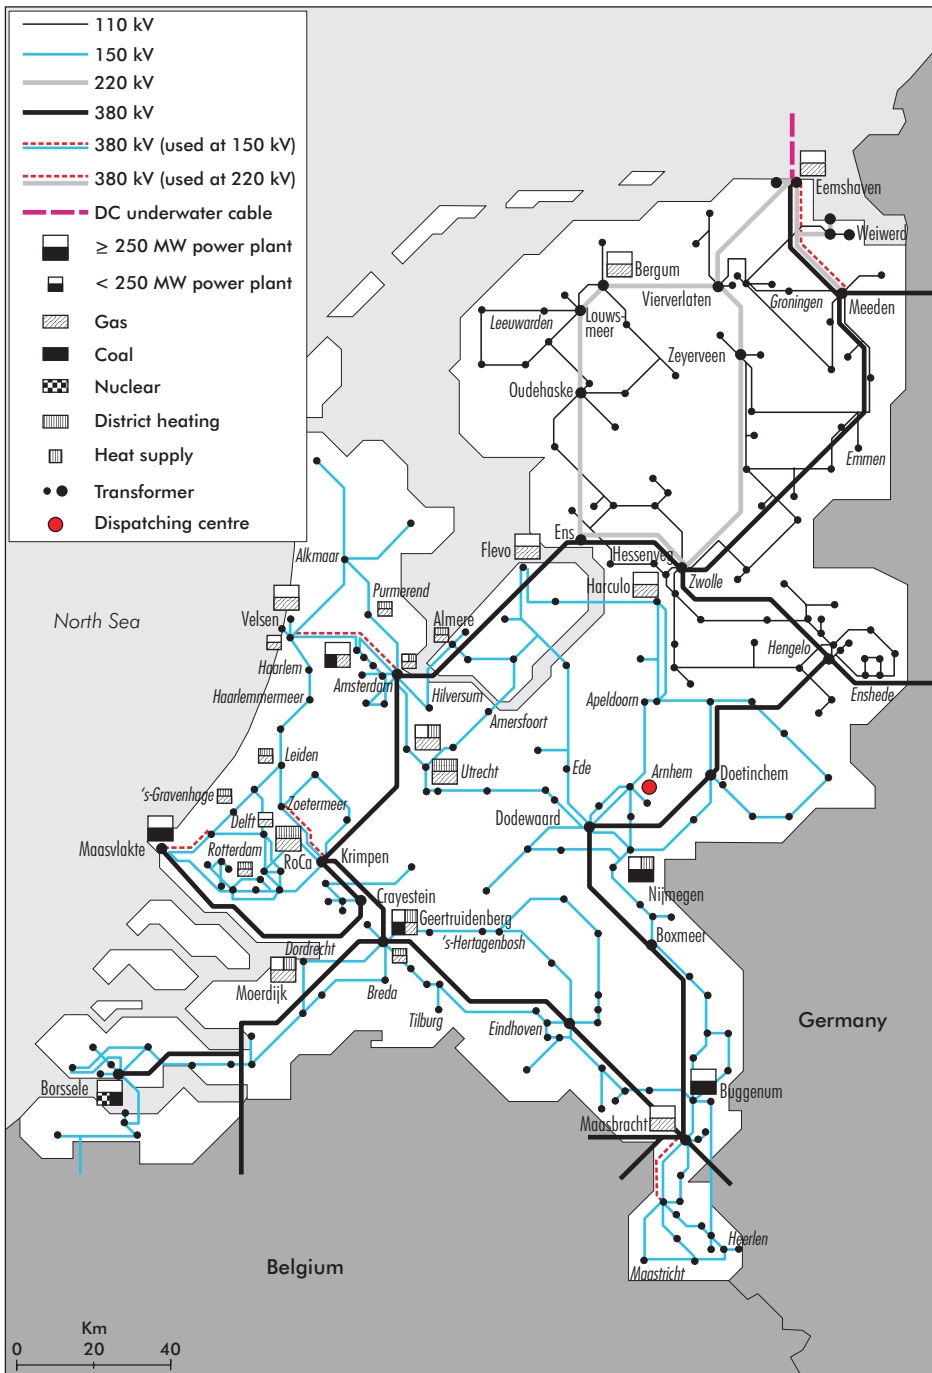 110 kV
150 kV
220 kV
380 kV
380 kV (used at 150 kV)
380 kV (used at 220 kV)
DC underwater cable
≥ 250 MW power plant
< 250 MW power plant
Gas
Coal
Nuclear
District heating
Heat supply
Transformer
Dispatching centre
Eemshaven
Weiwerd
Bergum
Vierverlaten
Groningen
Meeden
Leeuwarden
Louws-
meer
Zeyerveen
Oudehaske
Emmen
Ens
Hessenveg
Zwolle
Flevo
Harculo
Alkmaar
Purmerend
Velsen
Almere
North Sea
Hengelo
Enshede
Haarlem
Amsterdam
Hilversum
Haarlemmermeer
Amersfoort
Apeldoorn
Leiden
Utrecht
Ede
Arnhem
Doetinchem
's-Gravenhage
Zoetermeer
Delft
Dodewaard
Maasvlakte
Rotterdam
RoCa
Krimpen
Nijmegen
Crayestein
Geertruidenberg
Dordrecht
's-Hertagenbosh
Boxmeer
Moerdijk
Breda
Tilburg
Eindhoven
Germany
Borssele
Buggenum
Maasbracht
Heerlen
Maastricht
Belgium
Km
0 20 40